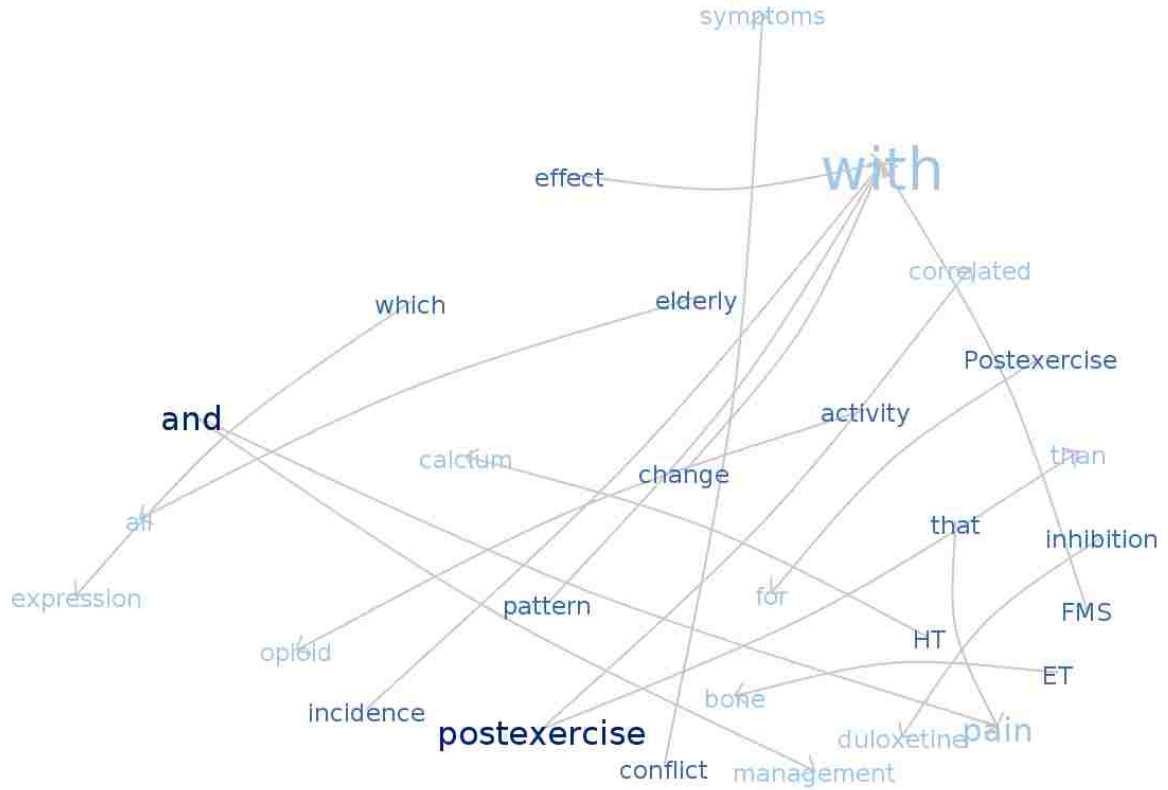 symptoms
with
effect
correlated
which
elderly
Postexercise
and
activity
calcium
change
than
all
that
inhibition
expression
pattern
for
FMS
HT
opioid
ET
bone
incidence
postexercise
pain
duloxetine
conflict
management